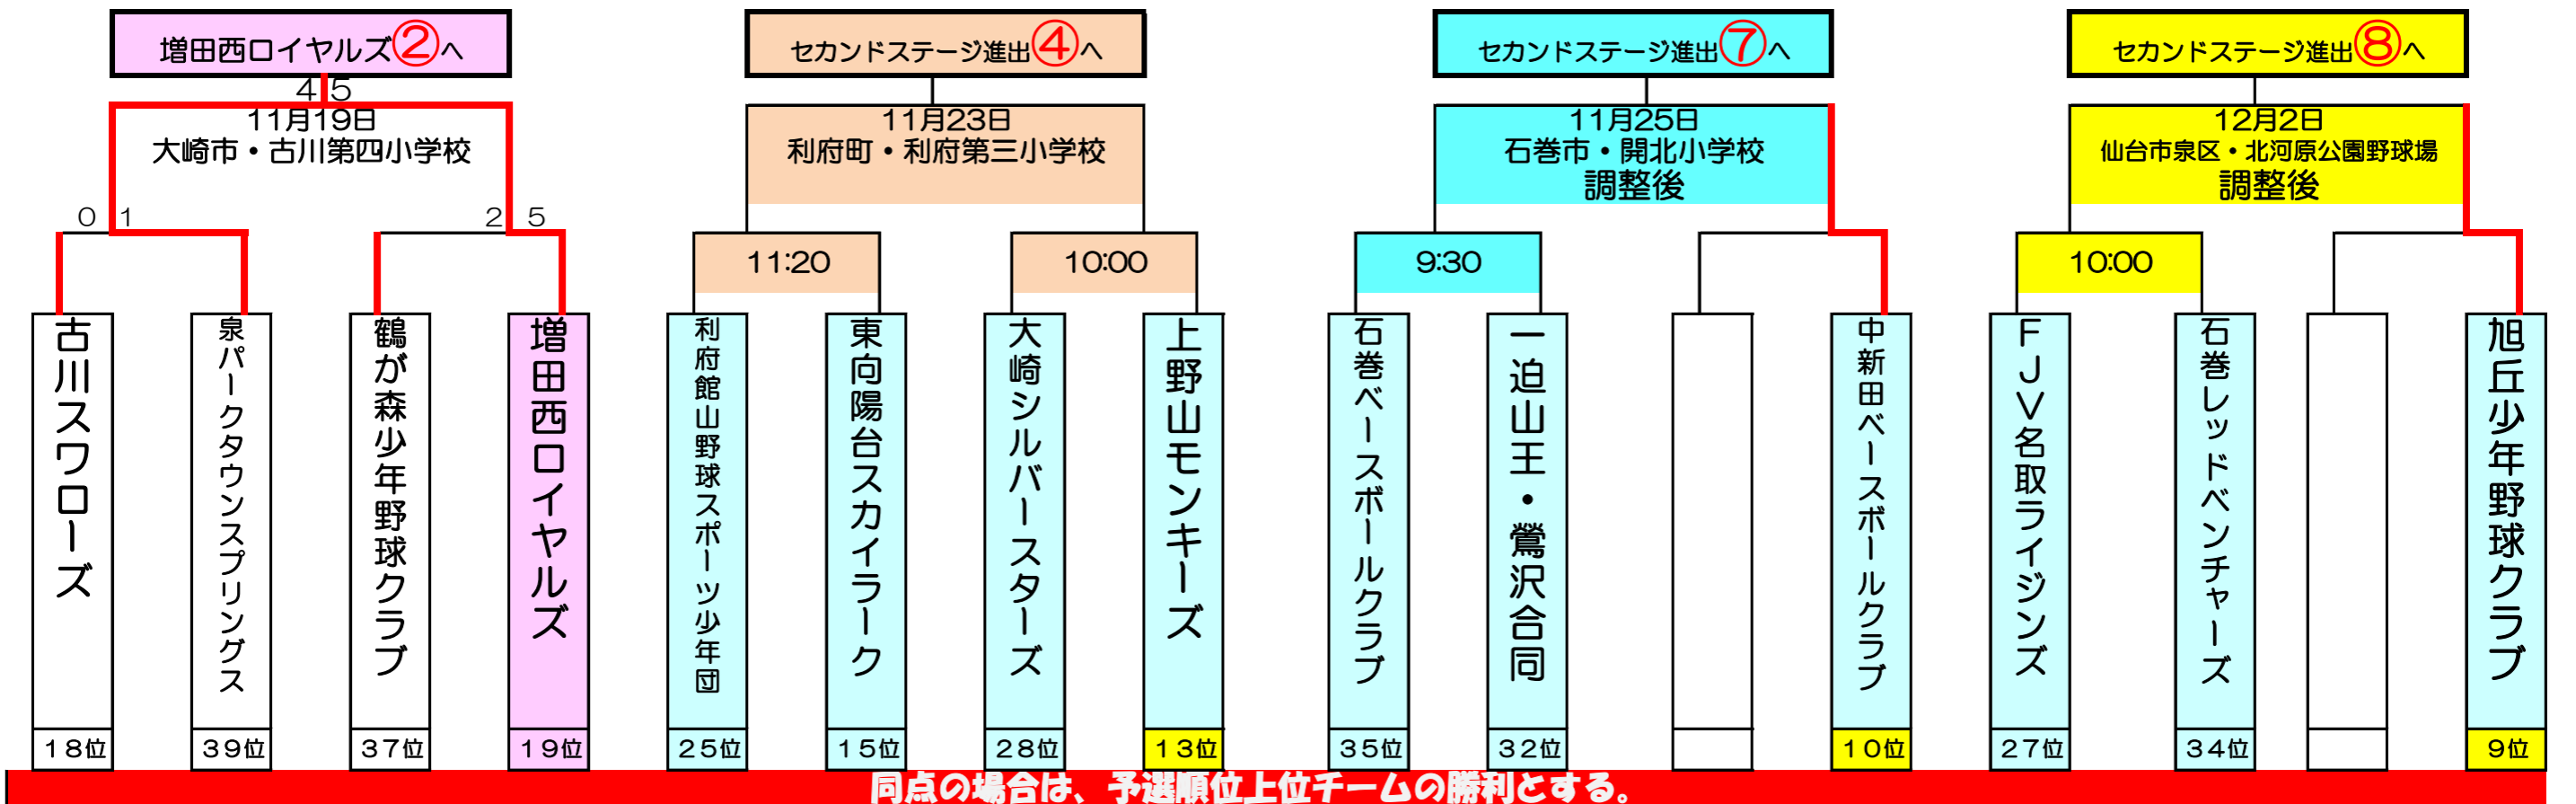 増田西ロイヤルズ②へ
セカンドステージ進出④へ
セカンドステージ進出⑦へ
セカンドステージ進出⑧へ
4 5
11月19日
大崎市・古川第四小学校
11月23日
利府町・利府第三小学校
11月25日
石巻市・開北小学校
調整後
12月2日
仙台市泉区・北河原公園野球場
調整後
0 1
2 5
11:20
10:00
9:30
10:00
古川スワローズ
泉パークタウンスプリングス
鶴が森少年野球クラブ
増田西ロイヤルズ
利府館山野球スポーツ少年団
東向陽台スカイラーク
大崎シルバースターズ
上野山モンキーズ
石巻ベースボールクラブ
一迫山王・鶯沢合同
中新田ベースボールクラブ
FJV名取ライジンズ
石巻レッドベンチャーズ
旭丘少年野球クラブ
18位
39位
37位
19位
25位
15位
28位
13位
35位
32位
10位
27位
34位
9位
同点の場合は、予選順位上位チームの勝利とする。